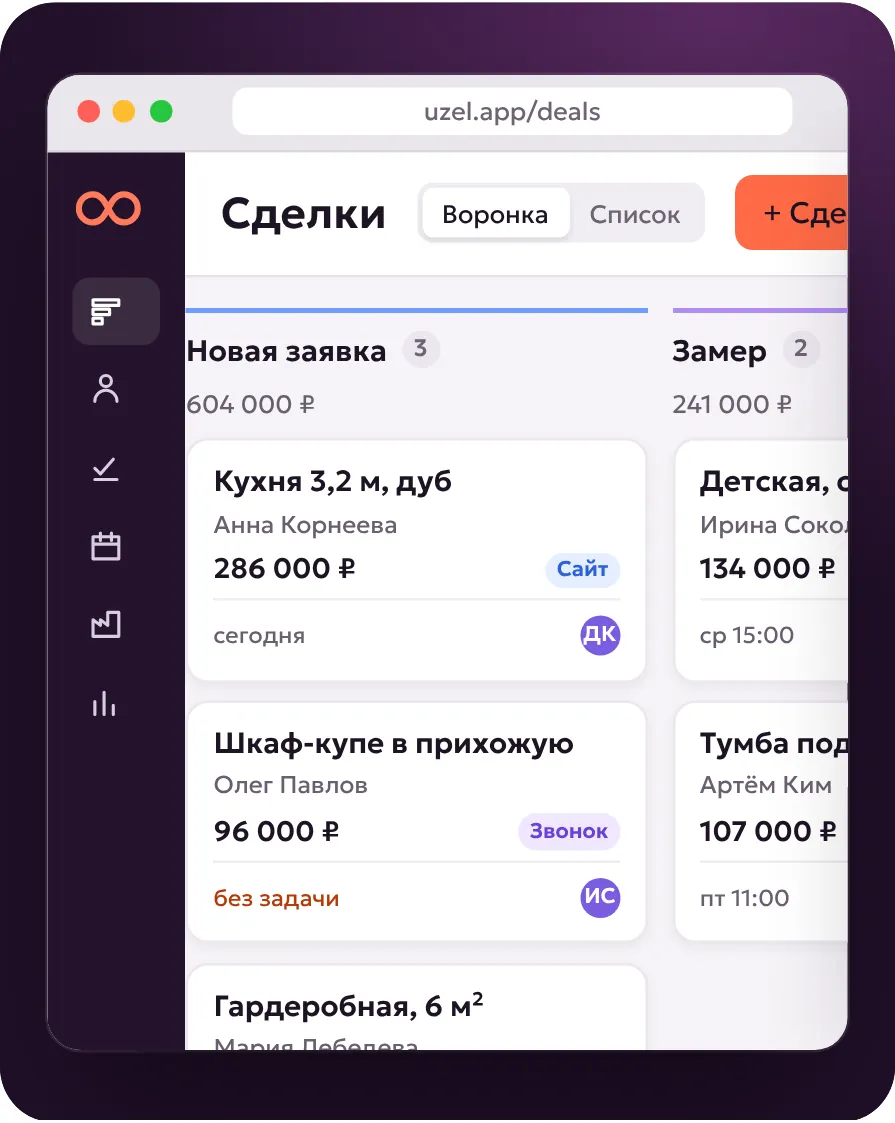 uzel.app/deals
Сделки
Воронка
Список
+ Сде
Новая заявка 3
604 000 ₽
Кухня 3,2 м, дуб
Анна Корнеева
286 000 ₽
Сайт
сегодня
ДК
Шкаф-купе в прихожую
Олег Павлов
96 000 ₽
Звонок
без задачи
ИС
Гардеробная, 6 м²
Мария Лебедева
Замер 2
241 000 ₽
Детская,
Ирина Сокол
134 000 ₽
ср 15:00
Тумба под
Артём Ким
107 000 ₽
пт 11:00